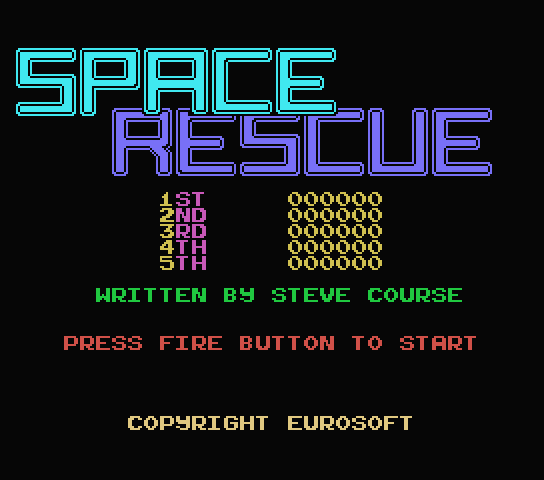 SPACE
RESCUE
1ST 000000
2ND 000000
3RD 000000
4TH 000000
5TH 000000
WRITTEN BY STEVE COURSE
PRESS FIRE BUTTON TO START
COPYRIGHT EUROSOFT